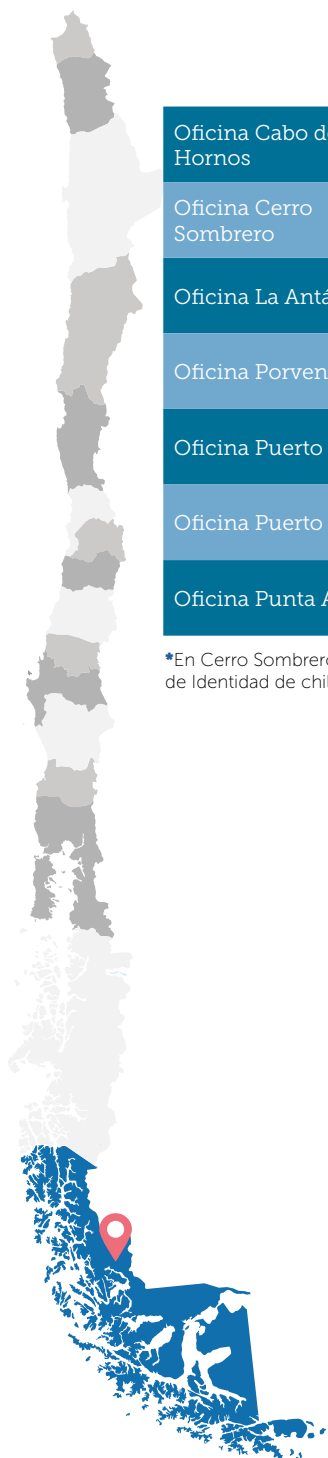 Oficina Cabo de
Hornos
Oficina Cerro
Sombrero
Oficina La Antá
Oficina Porven
Oficina Puerto
Oficina Puerto
Oficina Punta A
*En Cerro Sombrero
de Identidad de chil